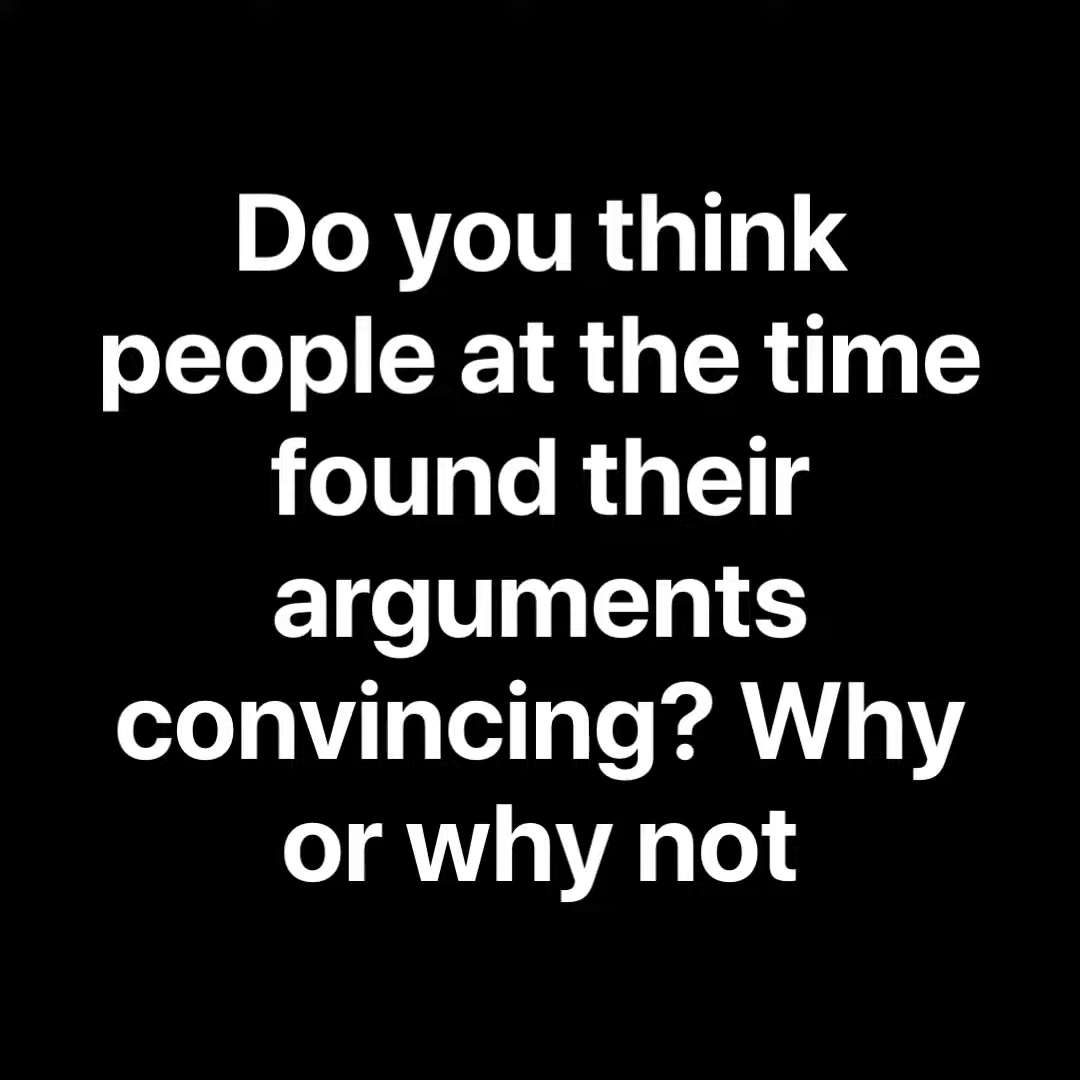 Do you think
people at the time
found their
arguments
convincing? Why
or why not